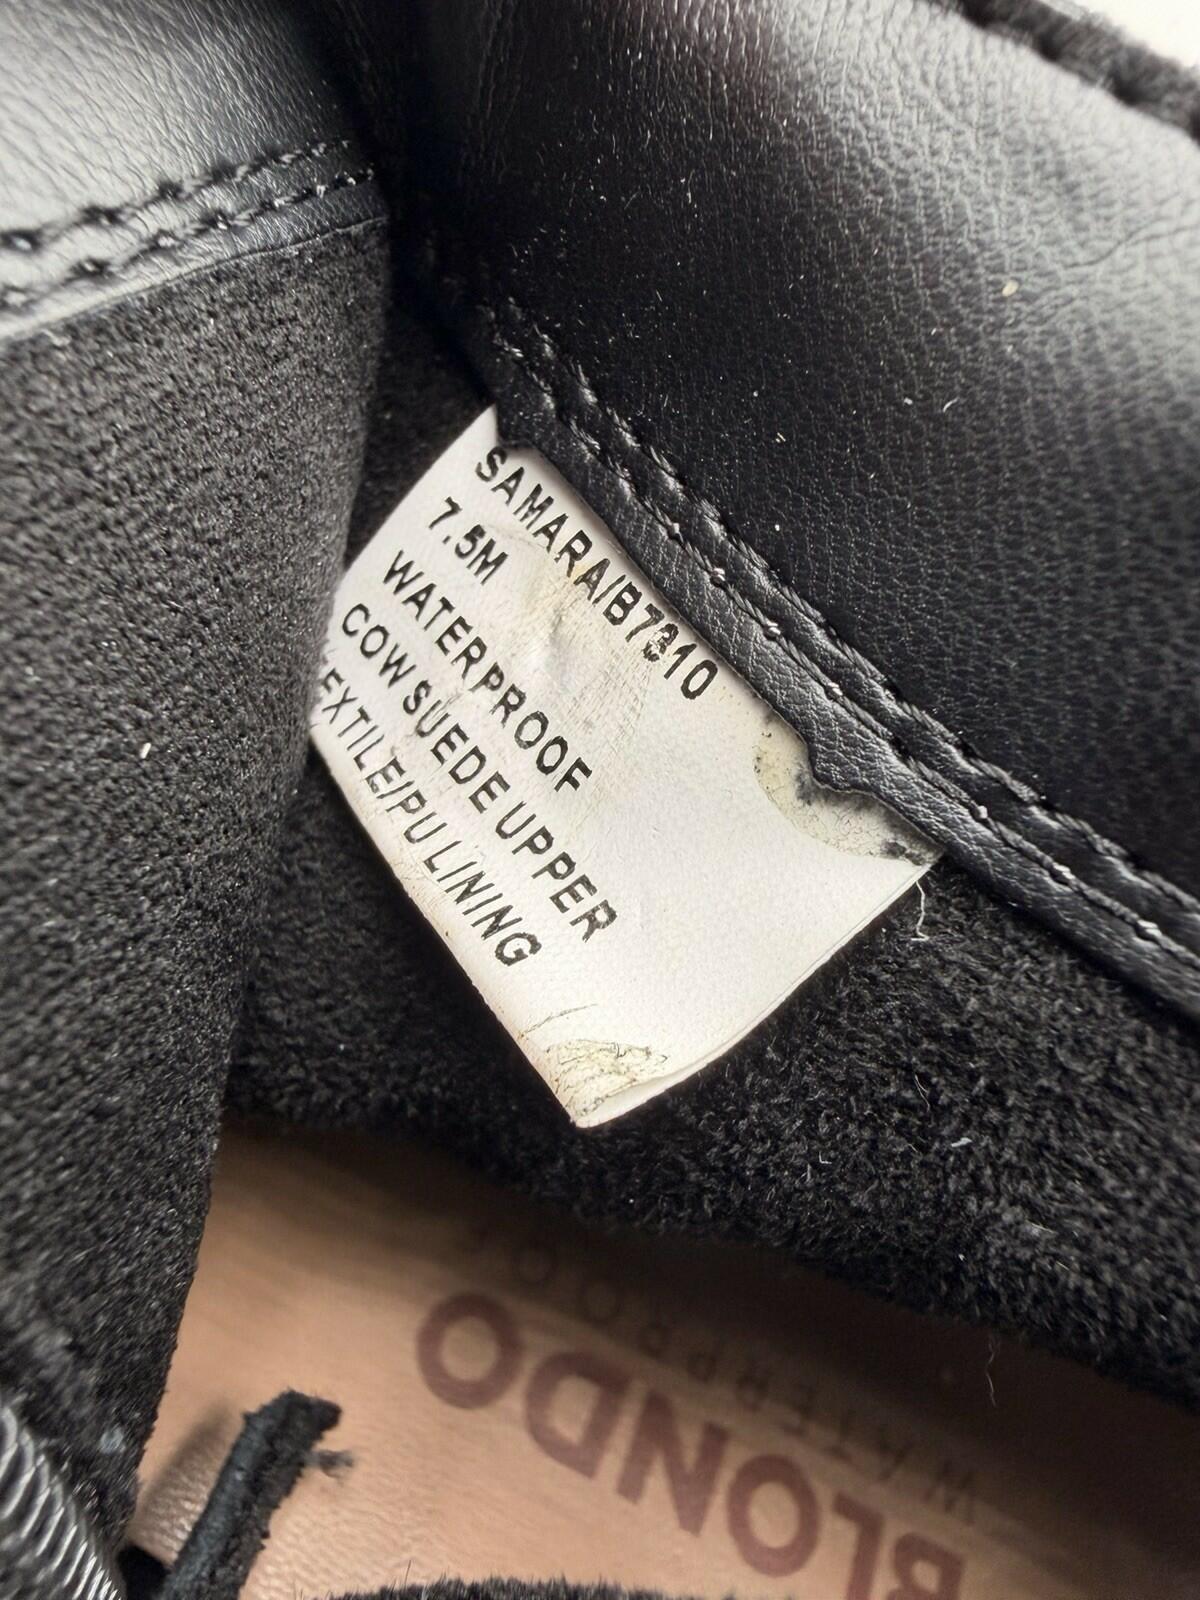 SAMARA/B7310
7.5M
WATERPROOF
COW SUEDE UPPER
TEXTILE/PU LINING
BLONDO
WATERPROOF